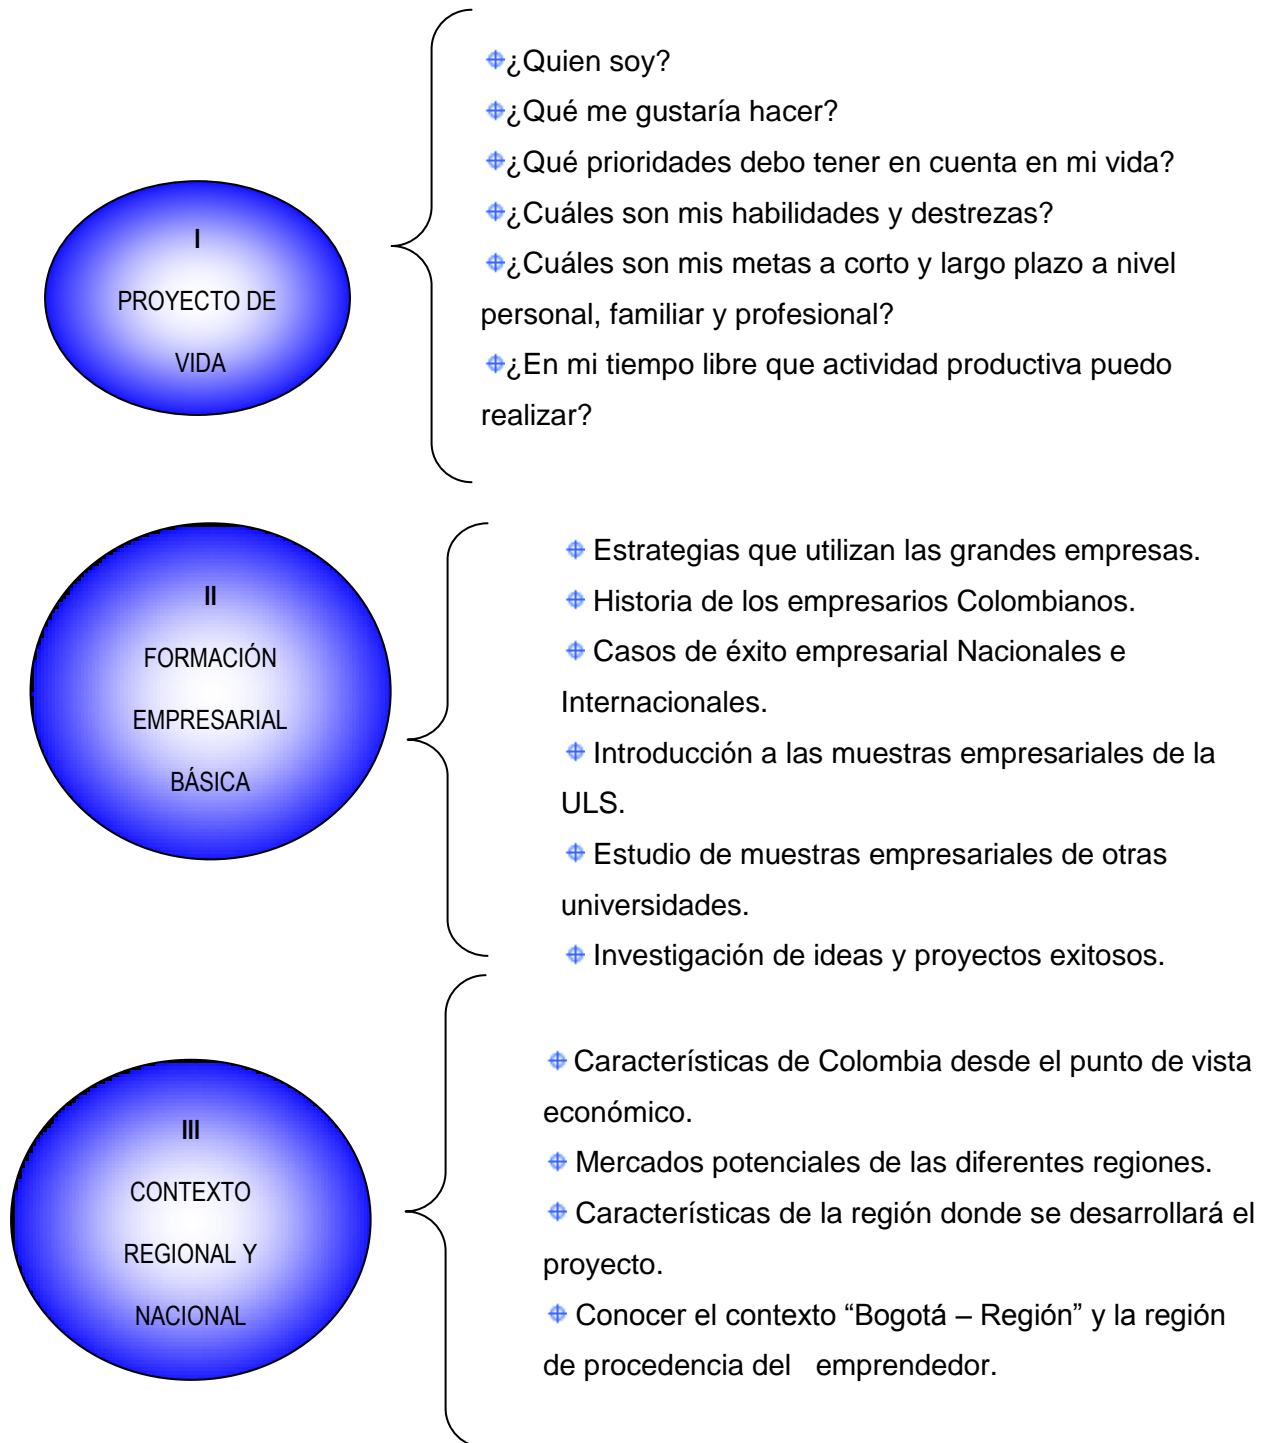 I
PROYECTO DE
VIDA
¿Quien soy?
¿Qué me gustaría hacer?
¿Qué prioridades debo tener en cuenta en mi vida?
¿Cuáles son mis habilidades y destrezas?
¿Cuáles son mis metas a corto y largo plazo a nivel
personal, familiar y profesional?
¿En mi tiempo libre que actividad productiva puedo
realizar?
II
FORMACIÓN
EMPRESARIAL
BÁSICA
Estrategias que utilizan las grandes empresas.
Historia de los empresarios Colombianos.
Casos de éxito empresarial Nacionales e
Internacionales.
Introducción a las muestras empresariales de la
ULS.
Estudio de muestras empresariales de otras
universidades.
Investigación de ideas y proyectos exitosos.
III
CONTEXTO
REGIONAL Y
NACIONAL
Características de Colombia desde el punto de vista
económico.
Mercados potenciales de las diferentes regiones.
Características de la región donde se desarrollará el
proyecto.
Conocer el contexto “Bogotá – Región” y la región
de procedencia del emprendedor.